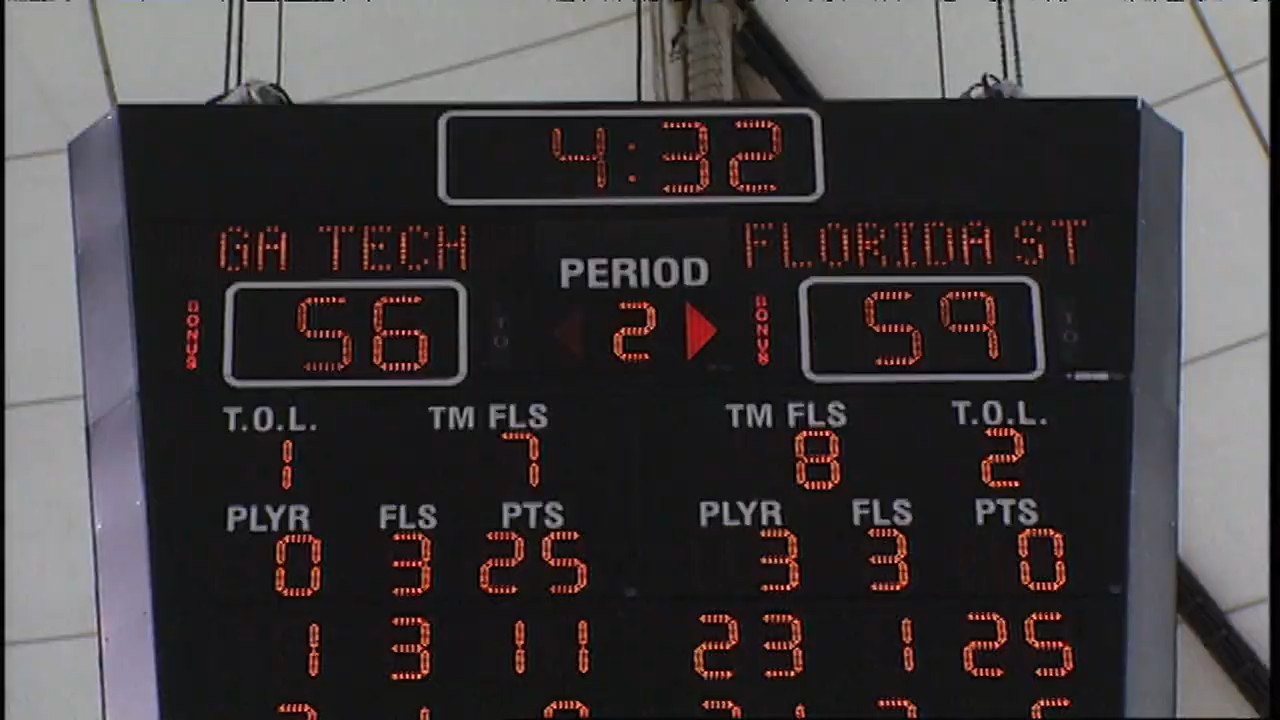 4:32
GA TECH FLORIDA ST
PERIOD
BONUS 56 TO 2 BONUS 59 TO
T.O.L. TM FLS TM FLS T.O.L.
1 7 8 2
PLYR FLS PTS PLYR FLS PTS
0 3 25 3 3 0
1 3 11 23 1 25